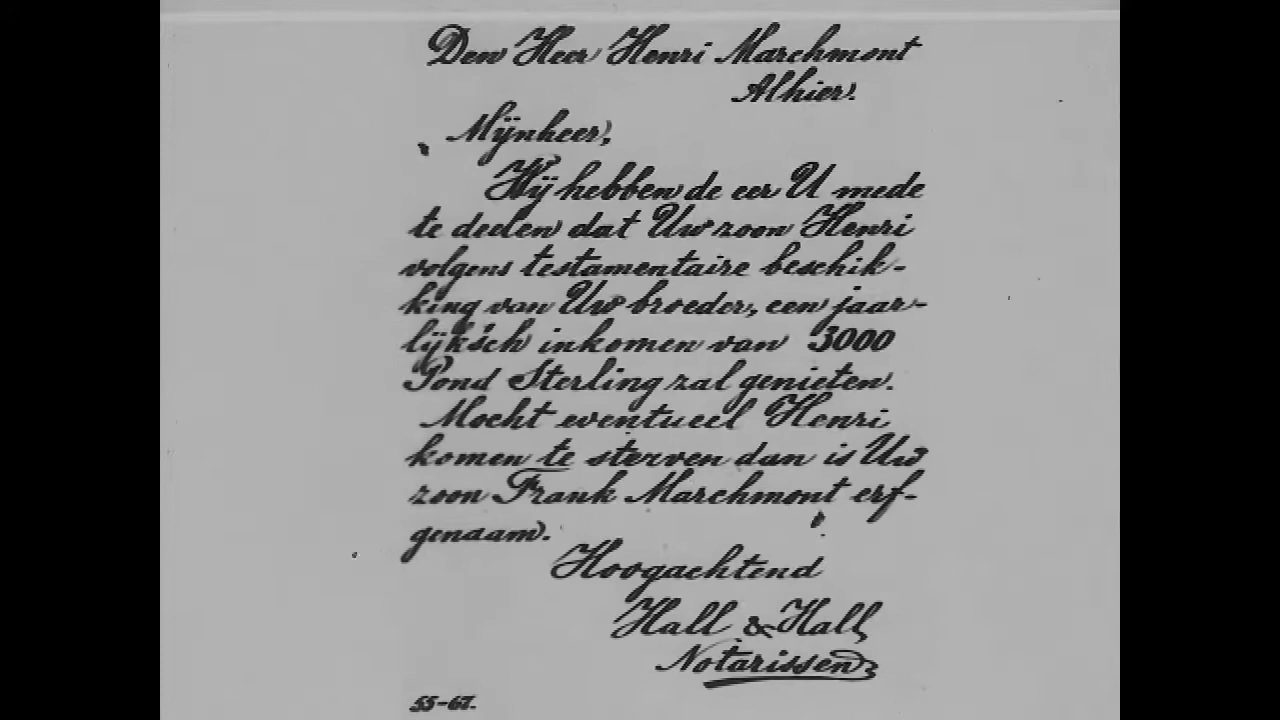 Den Heer Henri Marchmont
Alhier.
Mijnheer,
Wij hebben de eer U mede
te deelen dat Uw zoon Henri
volgens testamentaire beschik-
king van Uw broeder, een jaar-
lijksch inkomen van 3000
Pond Sterling zal genieten.
Mocht eventueel Henri
komen te sterven dan is Uw
zoon Frank Marchmont erf-
genaam.
Hoogachtend
Hall & Hall
Notarissen
55-67.